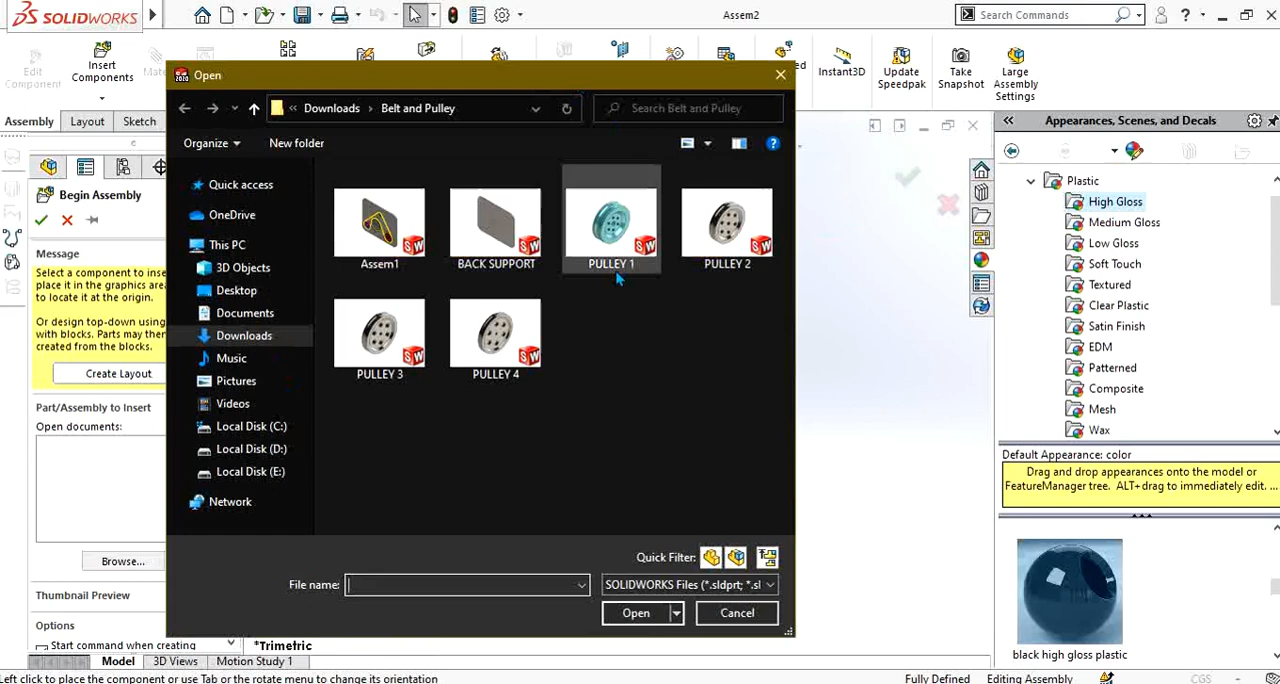 SOLIDWORKS
Assem2
Search Commands
Edit
Component
Insert
Components
Instant3D
Update
Speedpak
Take
Snapshot
Large
Assembly
Settings
Assembly
Layout
Sketch
Open
Downloads
Belt and Pulley
Search Belt and Pulley
Organize
New folder
Quick access
OneDrive
This PC
3D Objects
Desktop
Documents
Downloads
Music
Pictures
Videos
Local Disk (C:)
Local Disk (D:)
Local Disk (E:)
Network
Assem1
BACK SUPPORT
PULLEY 1
PULLEY 2
PULLEY 3
PULLEY 4
Quick Filter:
File name:
SOLIDWORKS Files (*.sldprt; *.sl
Open
Cancel
Begin Assembly
Message
Select a component to inse
place it in the graphics area
to locate it at the origin.
Or design top-down using
with blocks. Parts may then
created from the blocks.
Create Layout
Part/Assembly to Insert
Open documents:
Browse...
Thumbnail Preview
Options
Start command when creating
*Trimetric
Model
3D Views
Motion Study 1
Left click to place the component or use Tab or the rotate menu to change its orientation
Fully Defined
Editing Assembly
CGS
Appearances, Scenes, and Decals
Plastic
High Gloss
Medium Gloss
Low Gloss
Soft Touch
Textured
Clear Plastic
Satin Finish
EDM
Patterned
Composite
Mesh
Wax
Default Appearance: color
Drag and drop appearances onto the model or
FeatureManager tree. ALT+drag to immediately edit. ...
black high gloss plastic